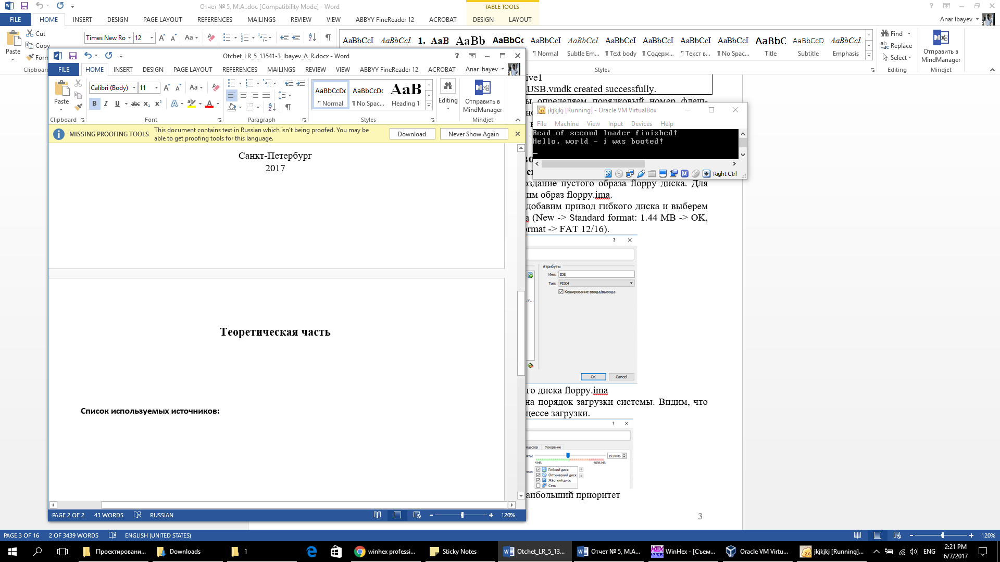 Отчет № 5, М.А..doc [Compatibility Mode] - Word
TABLE TOOLS
FILE HOME INSERT DESIGN PAGE LAYOUT REFERENCES MAILINGS REVIEW VIEW ABBYY FineReader 12 ACROBAT DESIGN LAYOUT Anar Ibayev
Paste Cut Copy
Times New Ro 12
AaBbCcI AaBbCcI 1. AaB AaBb AaBbCc AaBbCcI AaBbCcI AaBbCcI AaBbCcI AaBbCcI AaBbCcI AaBbC AaBbCcD AaBbCcI
¶ Normal Subtle Em... ¶ Text body ¶ Содерж... ¶ Текст в... ¶ No Spac... Title Subtitle Emphasis
Find Replace Select
Отправить в
MindManager
Styles Editing Mindjet
Otchet_LR_5_13541-3_Ibayev_A_R.docx - Word
FILE HOME INSERT DESIGN PAGE LAYOUT REFERENCES MAILINGS REVIEW VIEW ABBYY FineReader 12 ACROBAT Anar Ibayev
Paste
Calibri (Body) 11
AaBbCcDc AaBbCcDc AaB
¶ Normal ¶ No Spac... Heading 1
Editing
Отправить в
MindManager
Clipboard Font Paragraph Styles Mindjet
MISSING PROOFING TOOLS
This document contains text in Russian which isn't being proofed. You may be
able to get proofing tools for this language.
Download Never Show Again
Санкт-Петербург
2017
Теоретическая часть
Список используемых источников:
PAGE 2 OF 2 43 WORDS RUSSIAN 120%
ive1
USB.vmdk created successfully.
определяем порядковый номер флеш-
jkjkjkj [Running] - Oracle VM VirtualBox
File Machine View Input Devices Help
Read of second loader finished!
Hello, world - i was booted!
Right Ctrl
оздание пустого образа floppy диска. Для
им образ floppy.ima.
добавим привод гибкого диска и выберем
а (New -> Standard format: 1.44 MB -> OK,
ormat -> FAT 12/16).
Атрибуты
Имя: IDE
Тип: PIIX4
Кеширование ввода/вывода
OK Cancel
го диска floppy.ima
на порядок загрузки системы. Видим, что
цессе загрузки.
Ускорение
1914 МБ
4 МБ 4096 МБ
Гибкий диск
Оптический диск
Жёсткий диск
Сеть
аибольший приоритет
3
PAGE 3 OF 16 2 OF 3439 WORDS ENGLISH (UNITED STATES) 120%
Проектировани... Downloads 1 winhex professi... Sticky Notes Otchet_LR_5_13... Отчет № 5, М.А... WinHex - [Съем... Oracle VM Virtu... jkjkjkj [Running]... ENG
2:21 PM
6/7/2017